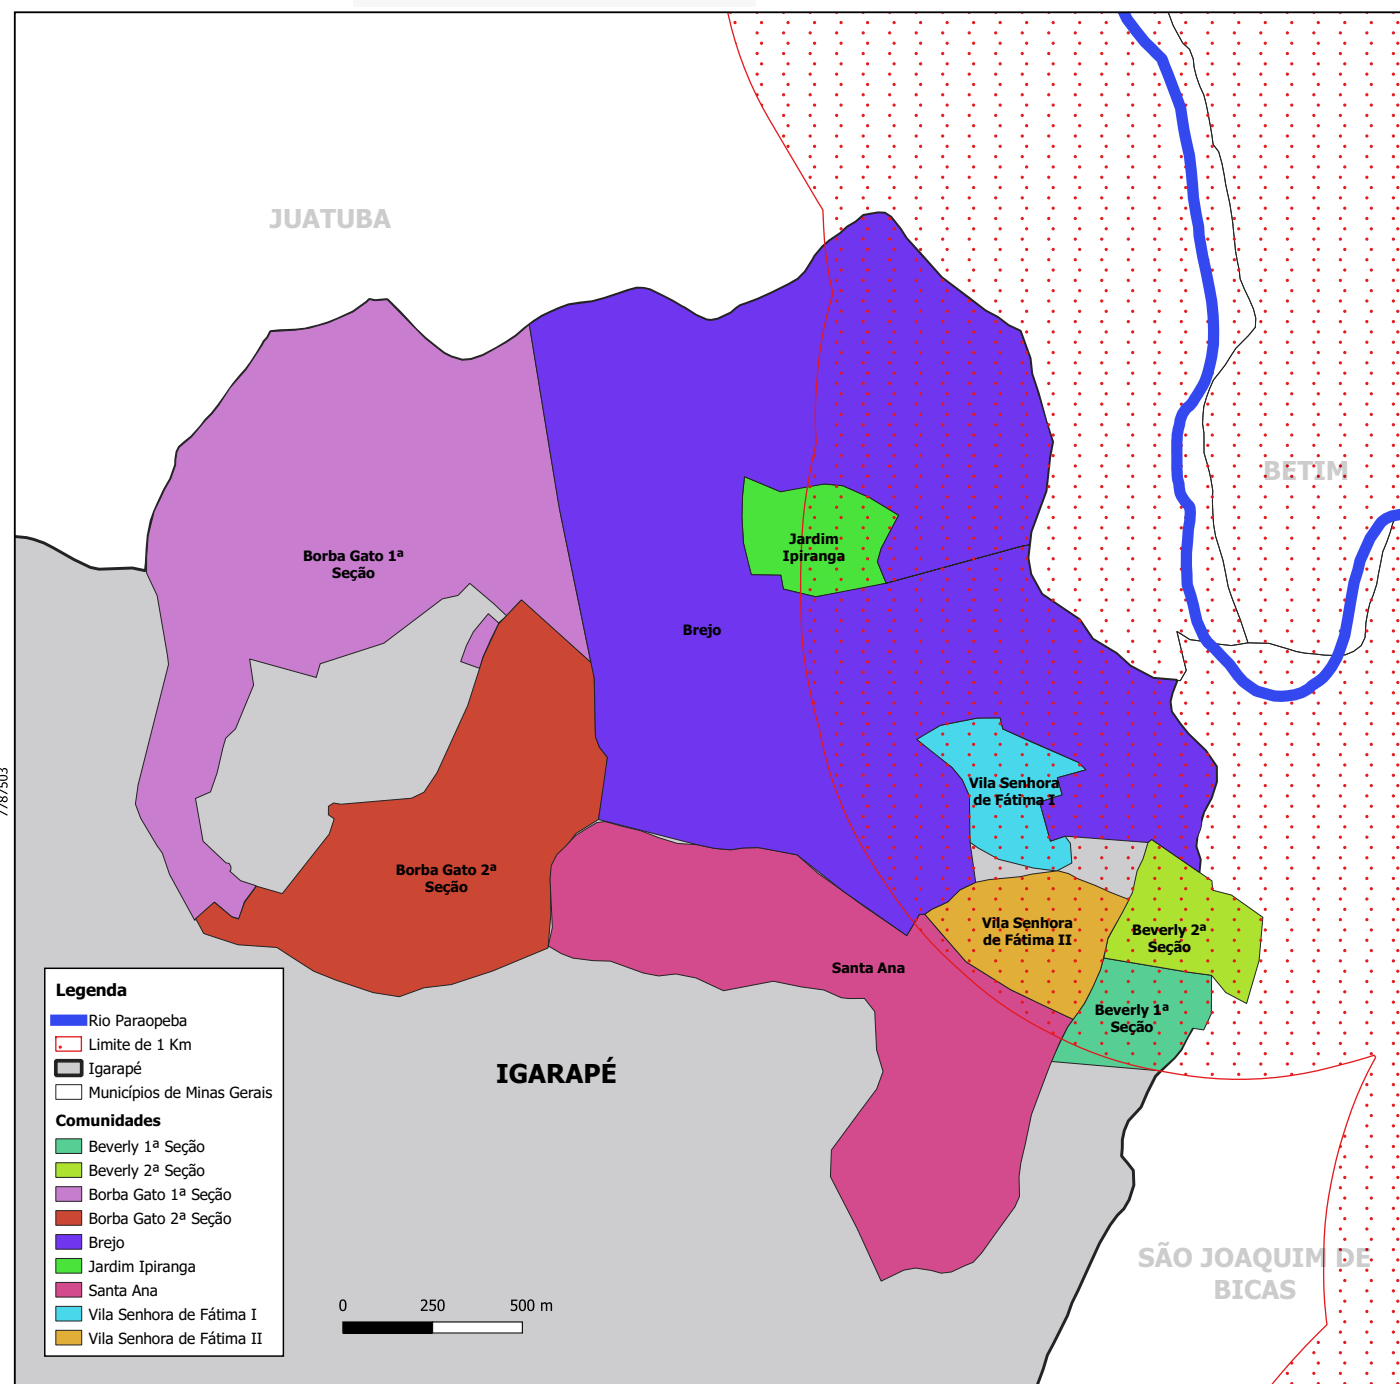 JUATUBA
BETIM
Borba Gato 1ª
Seção
Jardim
Ipiranga
Brejo
7787503
Vila Senhora
de Fátima I
Borba Gato 2ª
Seção
Vila Senhora
de Fátima II
Beverly 2ª
Seção
Santa Ana
Beverly 1ª
Seção
IGARAPÉ
SÃO JOAQUIM DE
BICAS
Legenda
Rio Paraopeba
Limite de 1 Km
Igarapé
Municípios de Minas Gerais
Comunidades
Beverly 1ª Seção
Beverly 2ª Seção
Borba Gato 1ª Seção
Borba Gato 2ª Seção
Brejo
Jardim Ipiranga
Santa Ana
Vila Senhora de Fátima I
Vila Senhora de Fátima II
0 250 500 m